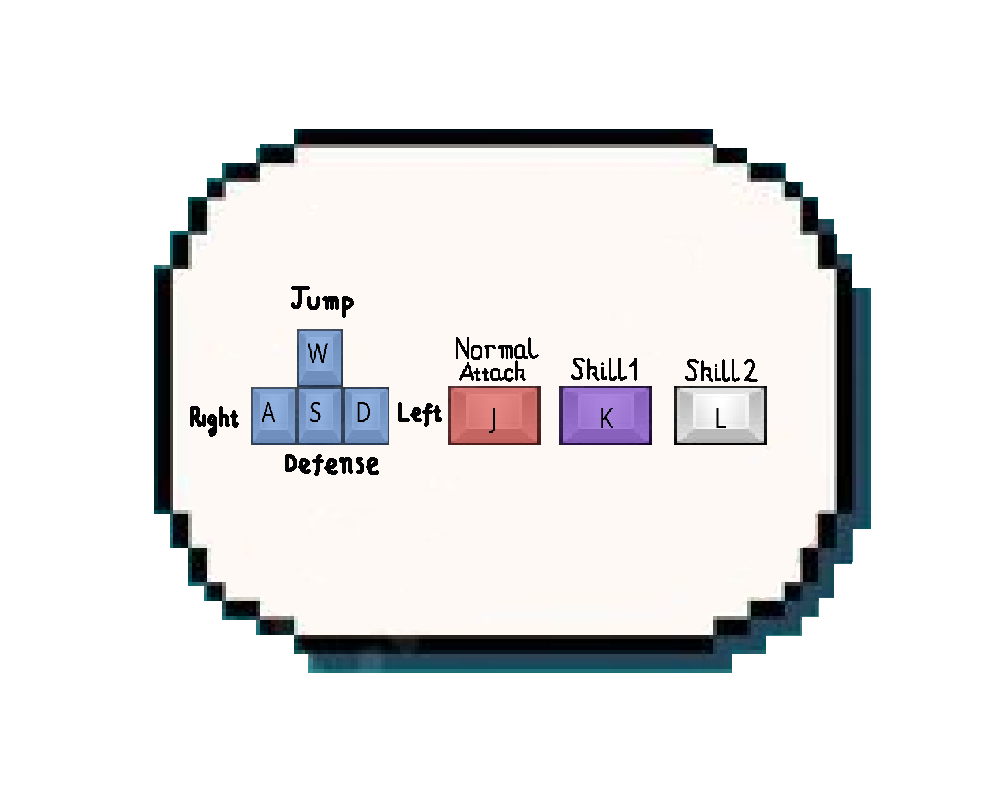 Jump
W
Normal
Attack
Skill1
Skill2
Right
A
S
D
Left
J
K
L
Defense